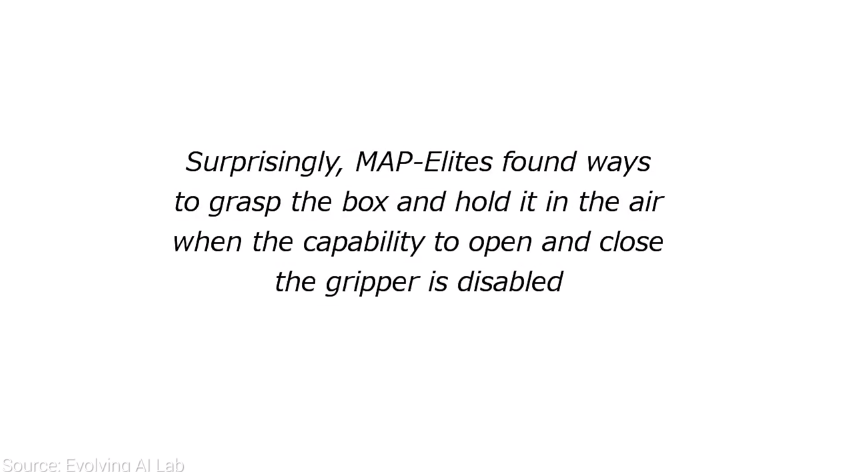 Surprisingly, MAP-Elites found ways
to grasp the box and hold it in the air
when the capability to open and close
the gripper is disabled
Source: Evolving AI Lab